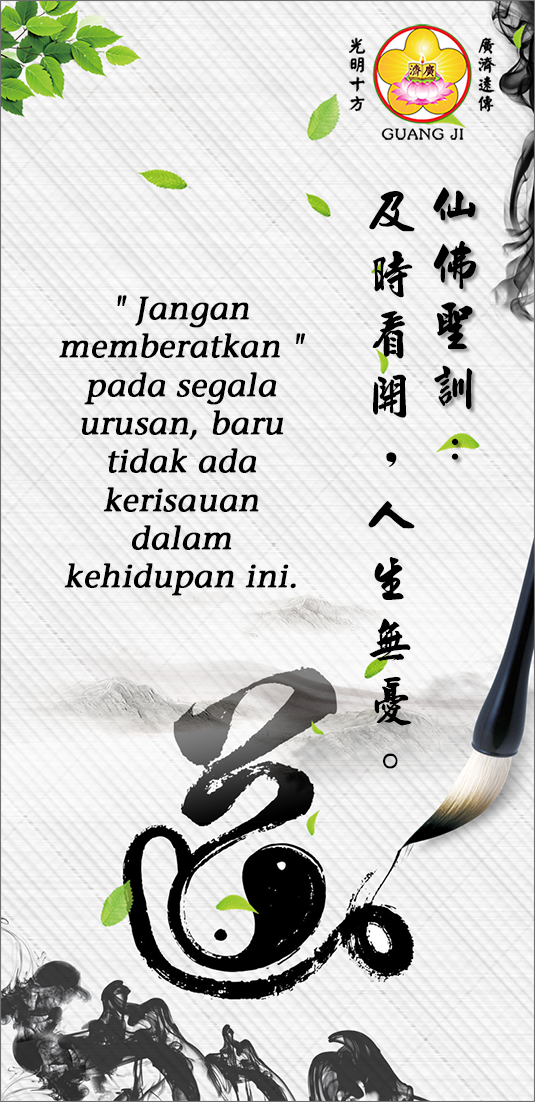 廣濟遠傳
光明十方
廣濟
GUANG JI
仙佛聖訓：
及時看開，人生無憂。
" Jangan
memberatkan "
pada segala
urusan, baru
tidak ada
kerisauan
dalam
kehidupan ini.
道